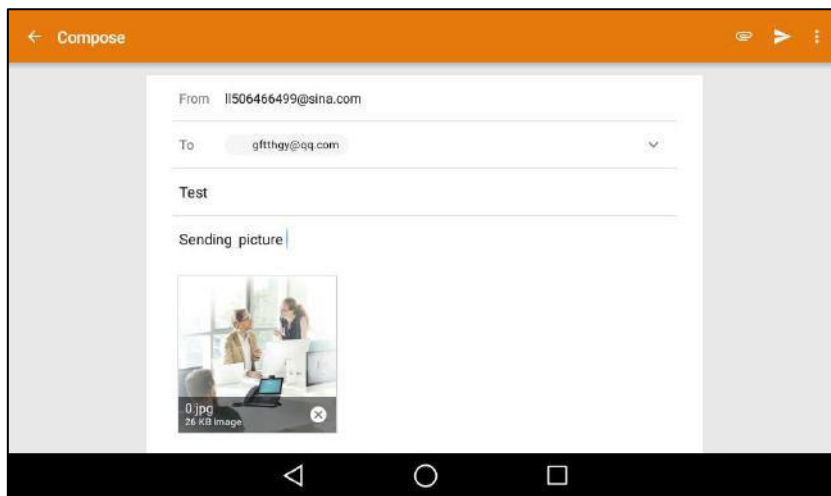 Compose
From ll506466499@sina.com
To gftthgy@qq.com
Test
Sending picture
0.jpg
26 KB Image